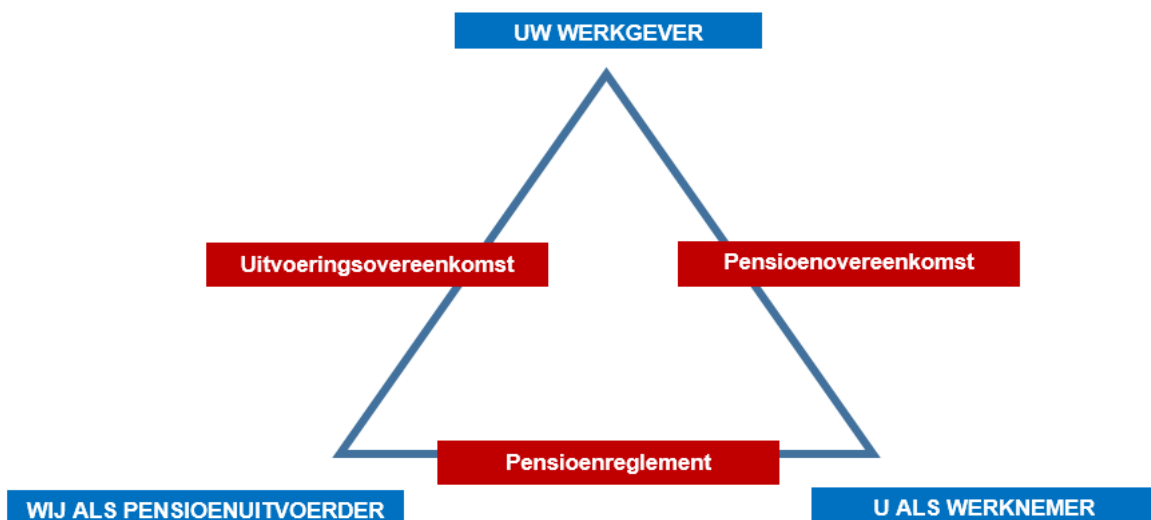 UW WERKGEVER
Uitvoeringsovereenkomst
Pensioenovereenkomst
Pensioenreglement
WIJ ALS PENSIOENUITVOERDER
U ALS WERKNEMER